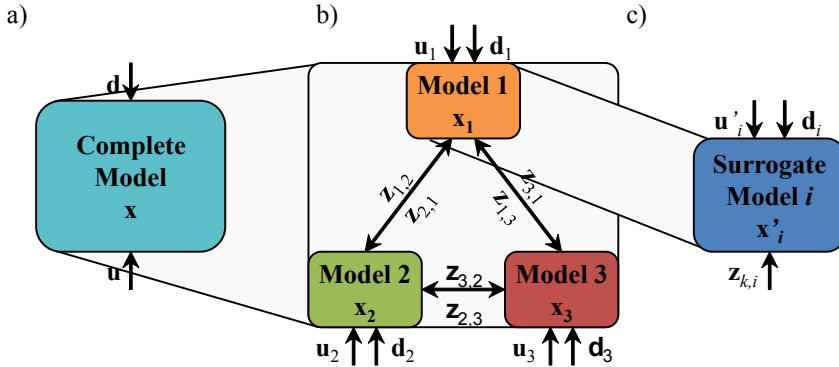 a)
b)
c)
d
Complete
Model
x
u
u₁ d₁
Model 1
x₁
z₁,₂
z₂,₁
z₃,₁
z₁,₃
Model 2
x₂
z₃,₂
z₂,₃
Model 3
x₃
u₂ d₂
u₃ d₃
u'ᵢ dᵢ
Surrogate
Model i
x'ᵢ
zₖ,ᵢ